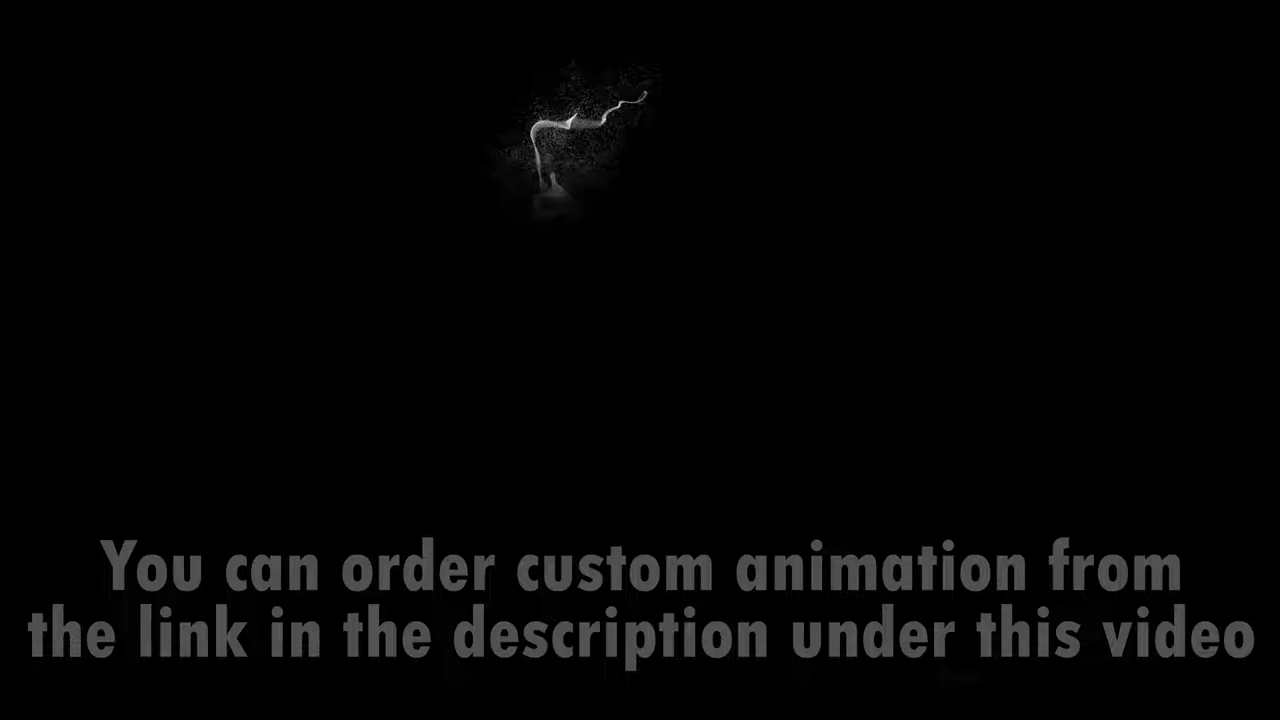 You can order custom animation from
the link in the description under this video